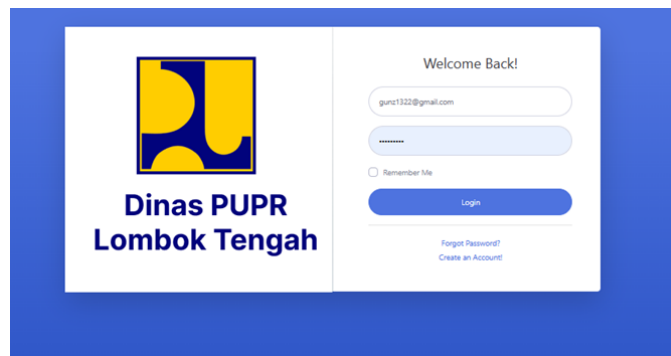 Dinas PUPR
Lombok Tengah
Welcome Back!
gunz1322@gmail.com
•••••••••
Remember Me
Login
Forgot Password?
Create an Account!